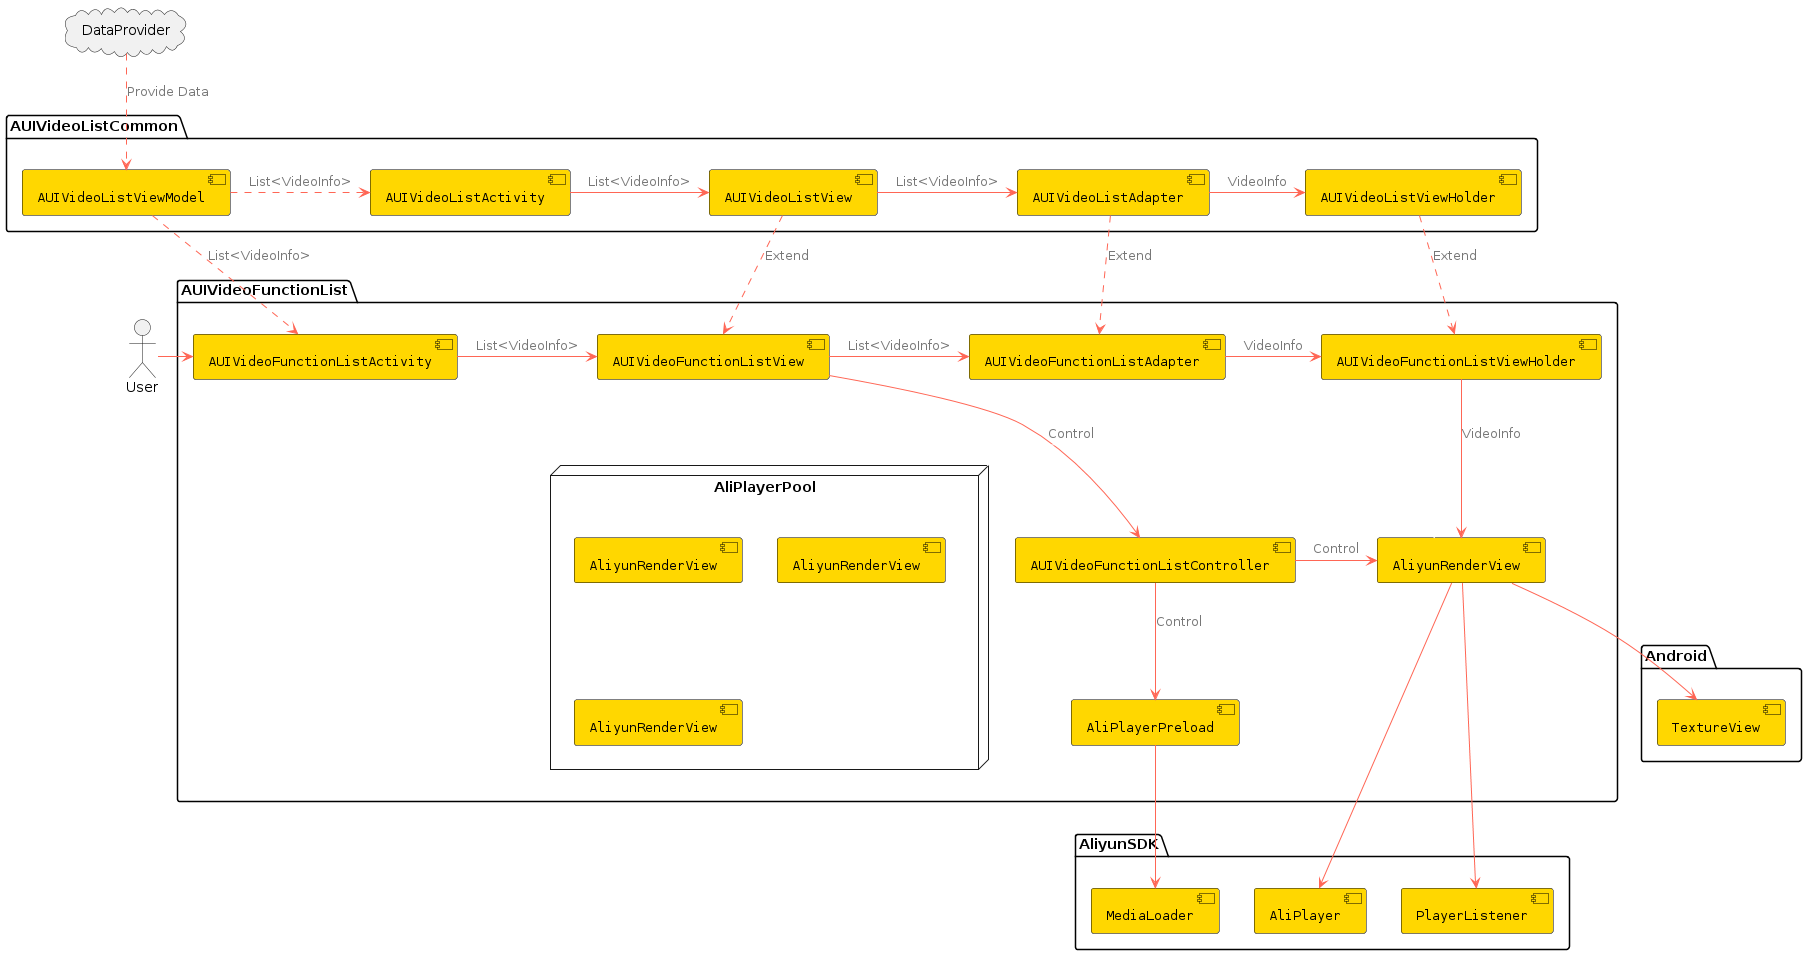 DataProvider
Provide Data
AUIVideoListCommon
AUIVideoListViewModel
List<VideoInfo>
AUIVideoListActivity
List<VideoInfo>
AUIVideoListView
List<VideoInfo>
AUIVideoListAdapter
VideoInfo
AUIVideoListViewHolder
List<VideoInfo>
Extend
Extend
Extend
AUIVideoFunctionList
User
AUIVideoFunctionListActivity
List<VideoInfo>
AUIVideoFunctionListView
List<VideoInfo>
AUIVideoFunctionListAdapter
VideoInfo
AUIVideoFunctionListViewHolder
Control
VideoInfo
AliPlayerPool
AliyunRenderView
AliyunRenderView
AUIVideoFunctionListController
Control
AliyunRenderView
Control
Android
AliyunRenderView
AliPlayerPreload
TextureView
AliyunSDK
MediaLoader
AliPlayer
PlayerListener